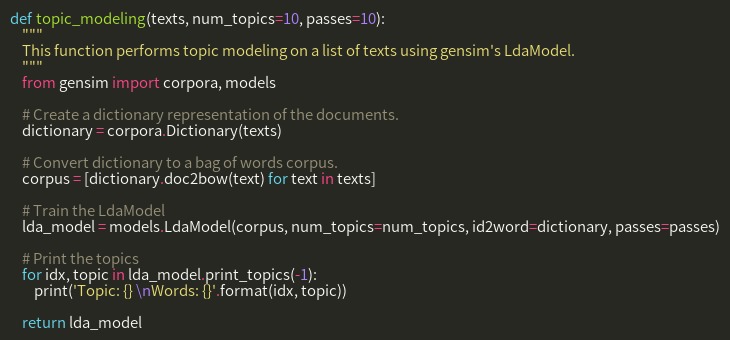 def topic_modeling(texts, num_topics=10, passes=10):
    """
    This function performs topic modeling on a list of texts using gensim's LdaModel.
    """
    from gensim import corpora, models

    # Create a dictionary representation of the documents.
    dictionary = corpora.Dictionary(texts)

    # Convert dictionary to a bag of words corpus.
    corpus = [dictionary.doc2bow(text) for text in texts]

    # Train the LdaModel
    lda_model = models.LdaModel(corpus, num_topics=num_topics, id2word=dictionary, passes=passes)

    # Print the topics
    for idx, topic in lda_model.print_topics(-1):
        print('Topic: {} \nWords: {}'.format(idx, topic))

    return lda_model